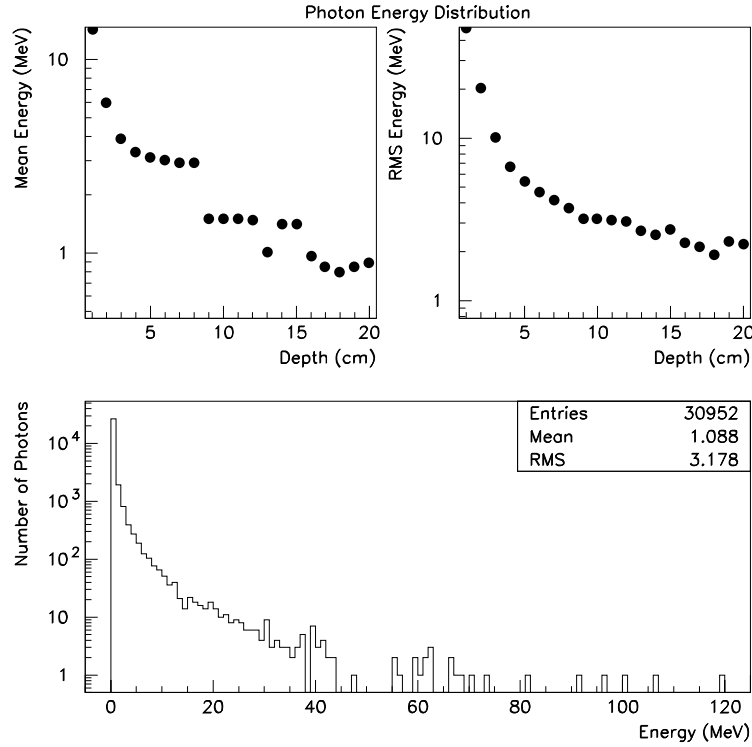 Photon Energy Distribution
Mean Energy (MeV)
10
1
5 10 15 20
Depth (cm)
RMS Energy (MeV)
10
1
5 10 15 20
Depth (cm)
Number of Photons
10^4
10^3
10^2
10
1
Entries 30952
Mean 1.088
RMS 3.178
0 20 40 60 80 100 120
Energy (MeV)